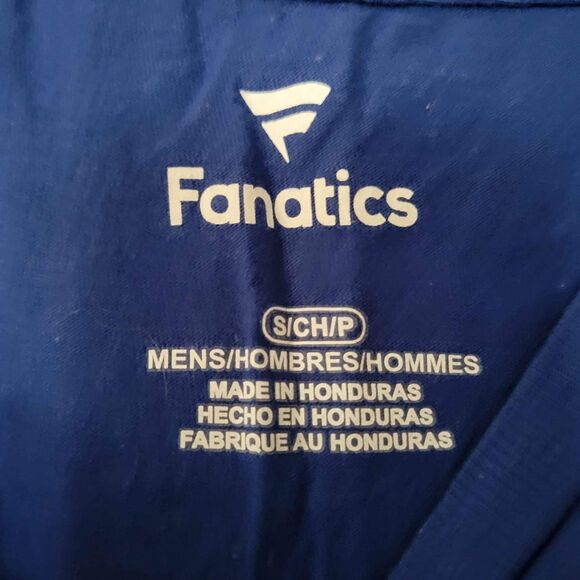 Fanatics
S/CH/P
MENS/HOMBRES/HOMMES
MADE IN HONDURAS
HECHO EN HONDURAS
FABRIQUE AU HONDURAS